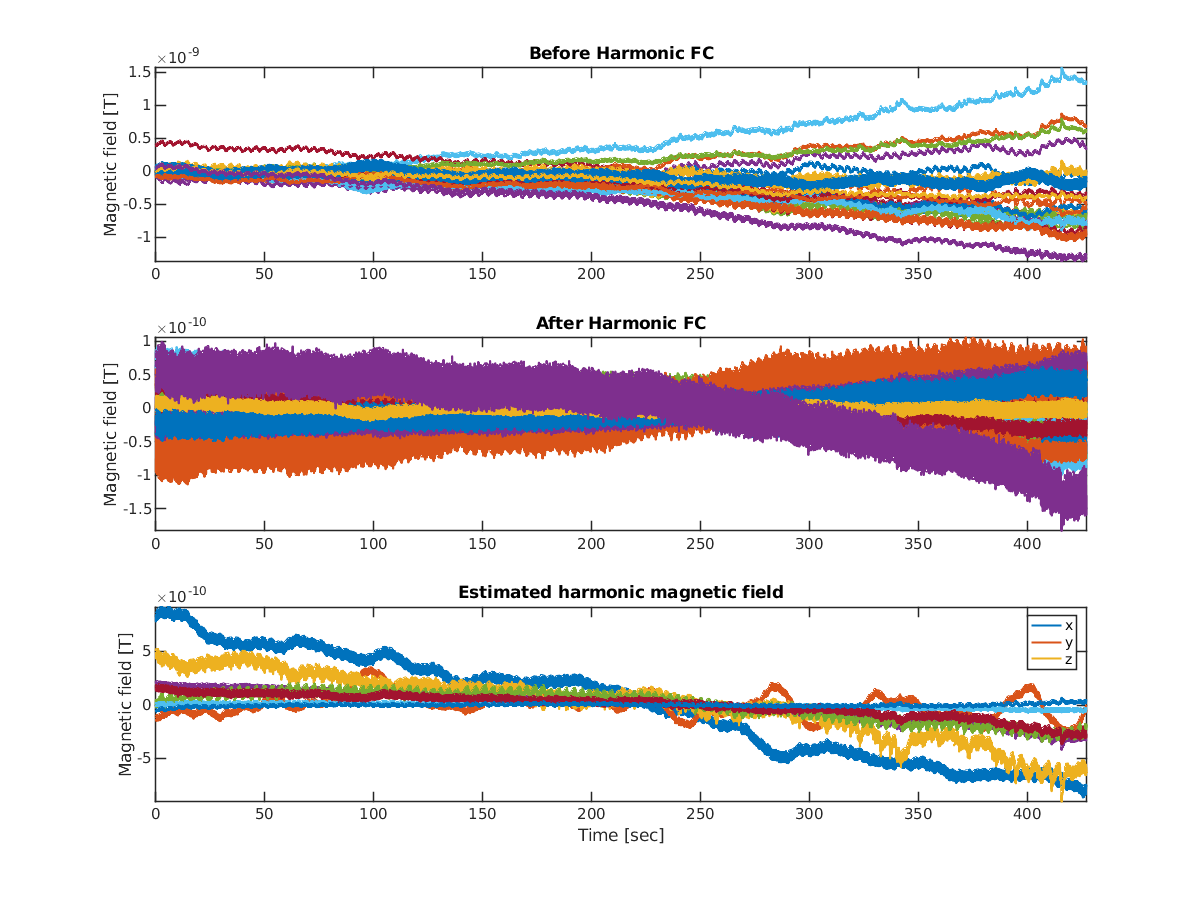 Before Harmonic FC
×10-9
Magnetic field [T]
1.5
1
0.5
0
-0.5
-1
0 50 100 150 200 250 300 350 400
After Harmonic FC
×10-10
Magnetic field [T]
1
0.5
0
-0.5
-1
-1.5
0 50 100 150 200 250 300 350 400
Estimated harmonic magnetic field
×10-10
Magnetic field [T]
5
0
-5
x
y
z
0 50 100 150 200 250 300 350 400
Time [sec]